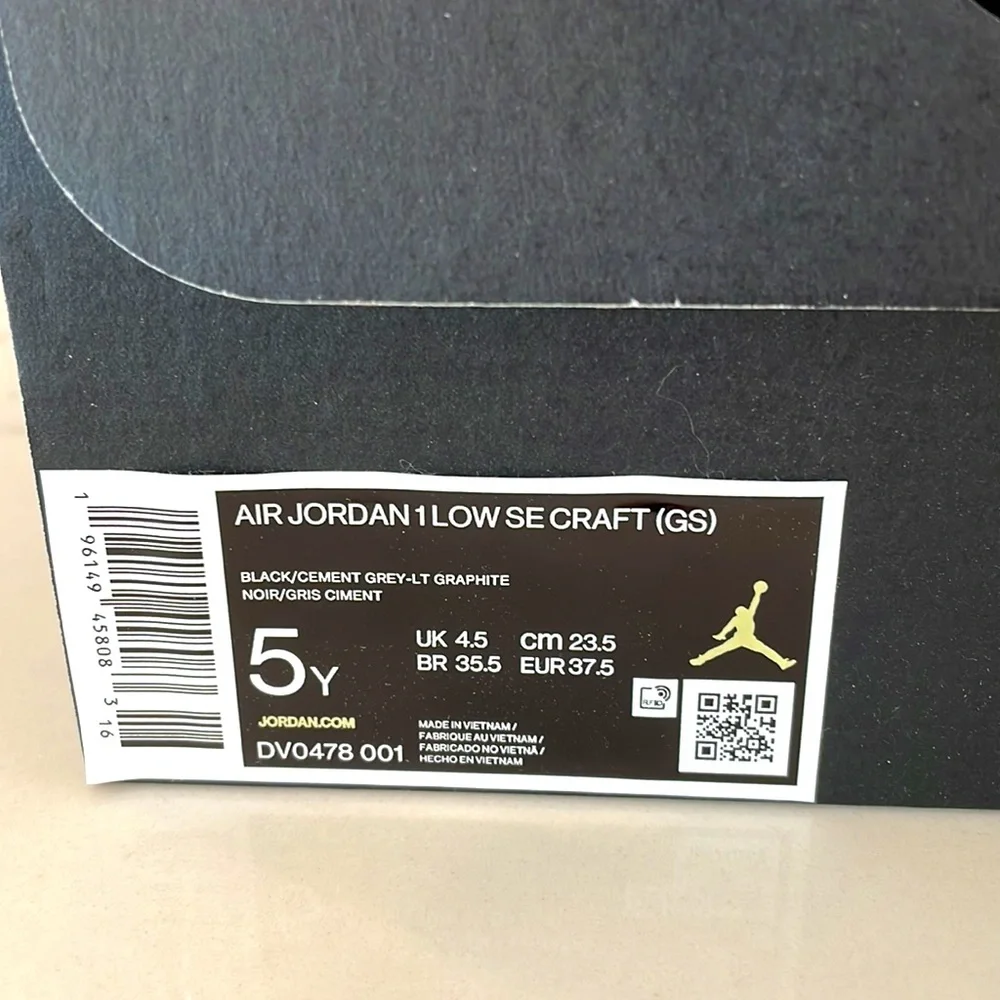 1 96149 45808 3 16
AIR JORDAN 1 LOW SE CRAFT (GS)
BLACK/CEMENT GREY-LT GRAPHITE
NOIR/GRIS CIMENT
5Y
UK 4.5 cm 23.5
BR 35.5 EUR 37.5
JORDAN.COM
DV0478 001
MADE IN VIETNAM /
FABRIQUE AU VIETNAM /
FABRICADO NO VIETNÃ /
HECHO EN VIETNAM